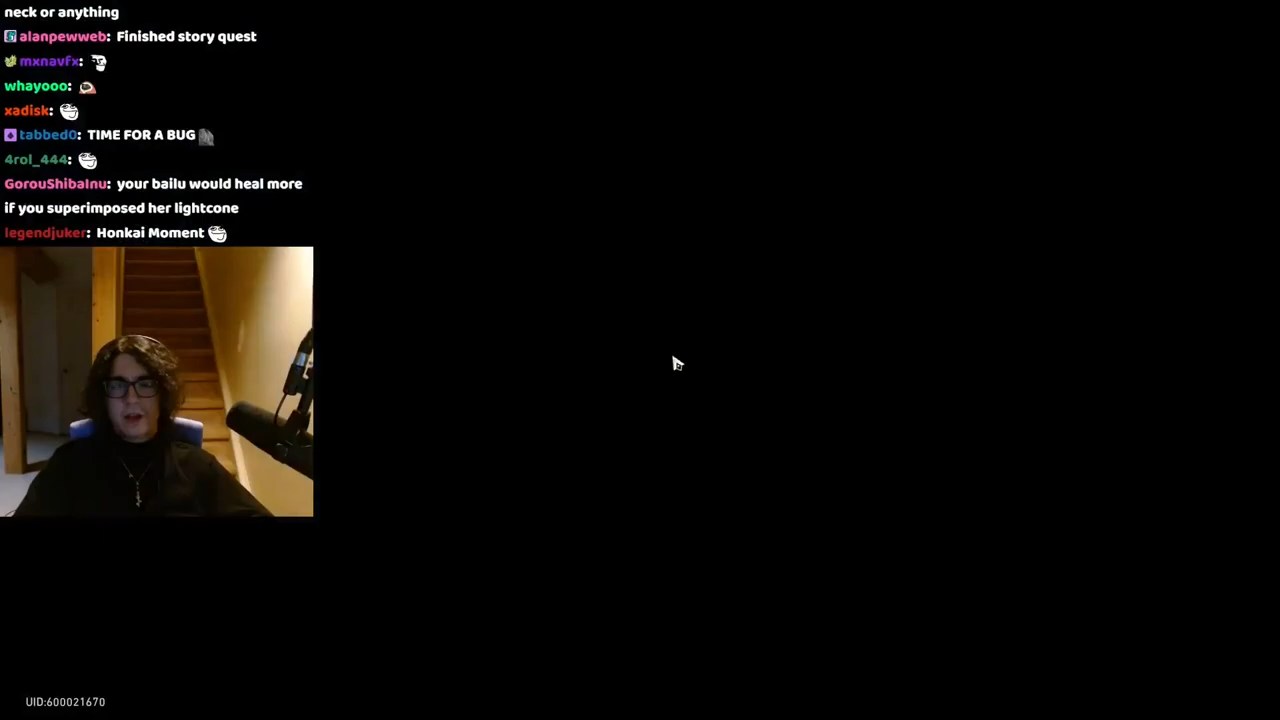 neck or anything
alanpewweb: Finished story quest
mxnavfx:
whayooo:
xadisk:
tabbed0: TIME FOR A BUG
4rol_444:
GorouShibaInu: your bailu would heal more
if you superimposed her lightcone
legendjuker: Honkai Moment
UID:600021670